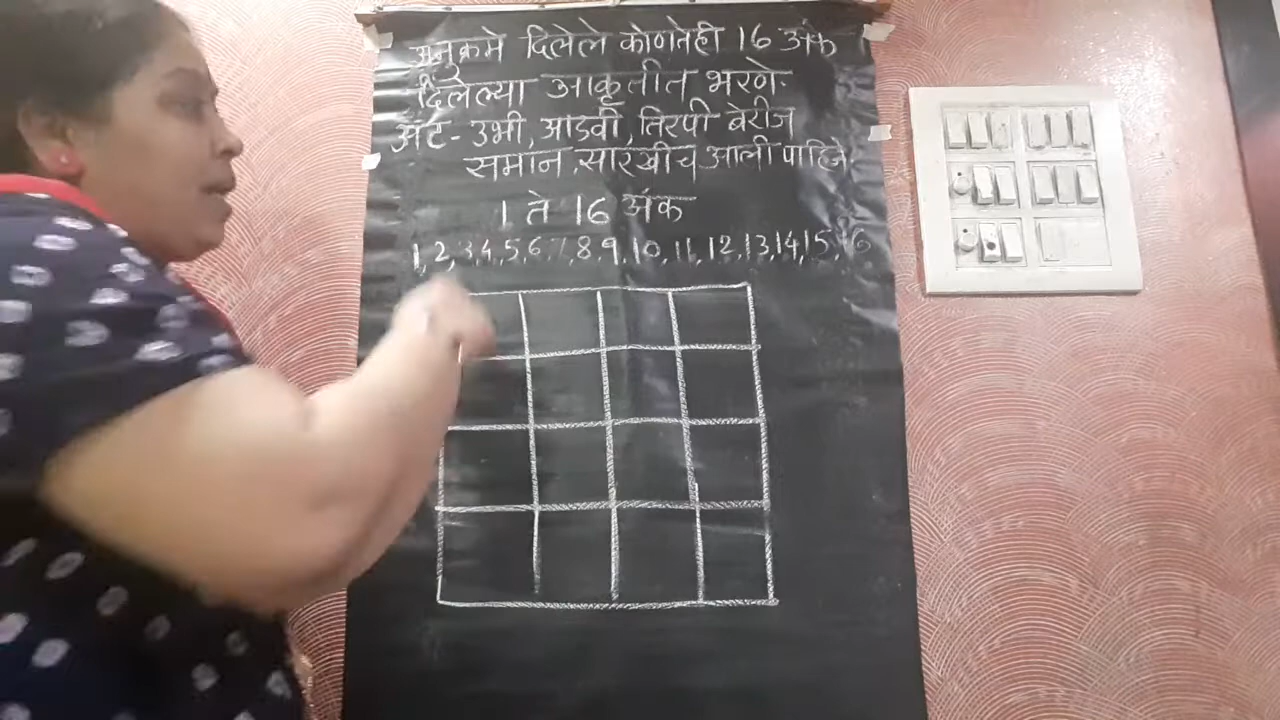 अनुक्रमे दिलेले कोणतेही 16 अंक
दिलेल्या आकृतीत भरणे.
अट - उभी, आडवी, तिरपी बेरीज
समान, सारखीच आली पाहिजे.
1 ते 16 अंक
1, 2, 3, 4, 5, 6, 7, 8, 9, 10, 11, 12, 13, 14, 15, 16